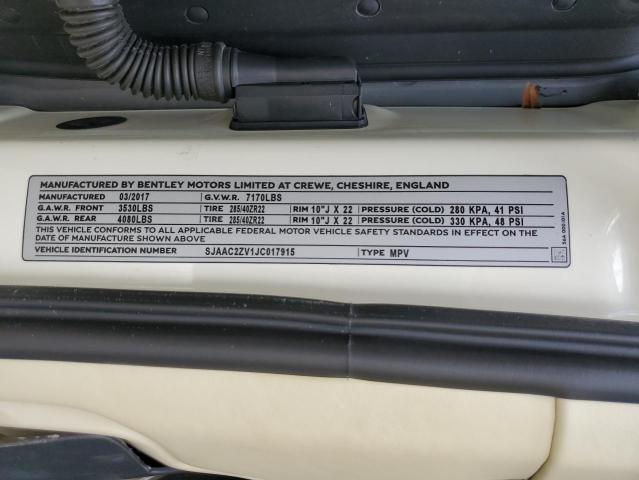 MANUFACTURED BY BENTLEY MOTORS LIMITED AT CREWE, CHESHIRE, ENGLAND
MANUFACTURED 03/2017 G.V.W.R. 7170LBS
G.A.W.R. FRONT 3530LBS TIRE 285/40ZR22 RIM 10"J X 22 PRESSURE (COLD) 280 KPA, 41 PSI
G.A.W.R. REAR 4080LBS TIRE 285/40ZR22 RIM 10"J X 22 PRESSURE (COLD) 330 KPA, 48 PSI
THIS VEHICLE CONFORMS TO ALL APPLICABLE FEDERAL MOTOR VEHICLE SAFETY STANDARDS IN EFFECT ON THE
DATE OF MANUFACTURE SHOWN ABOVE
VEHICLE IDENTIFICATION NUMBER SJAAC2ZV1JC017915 TYPE MPV